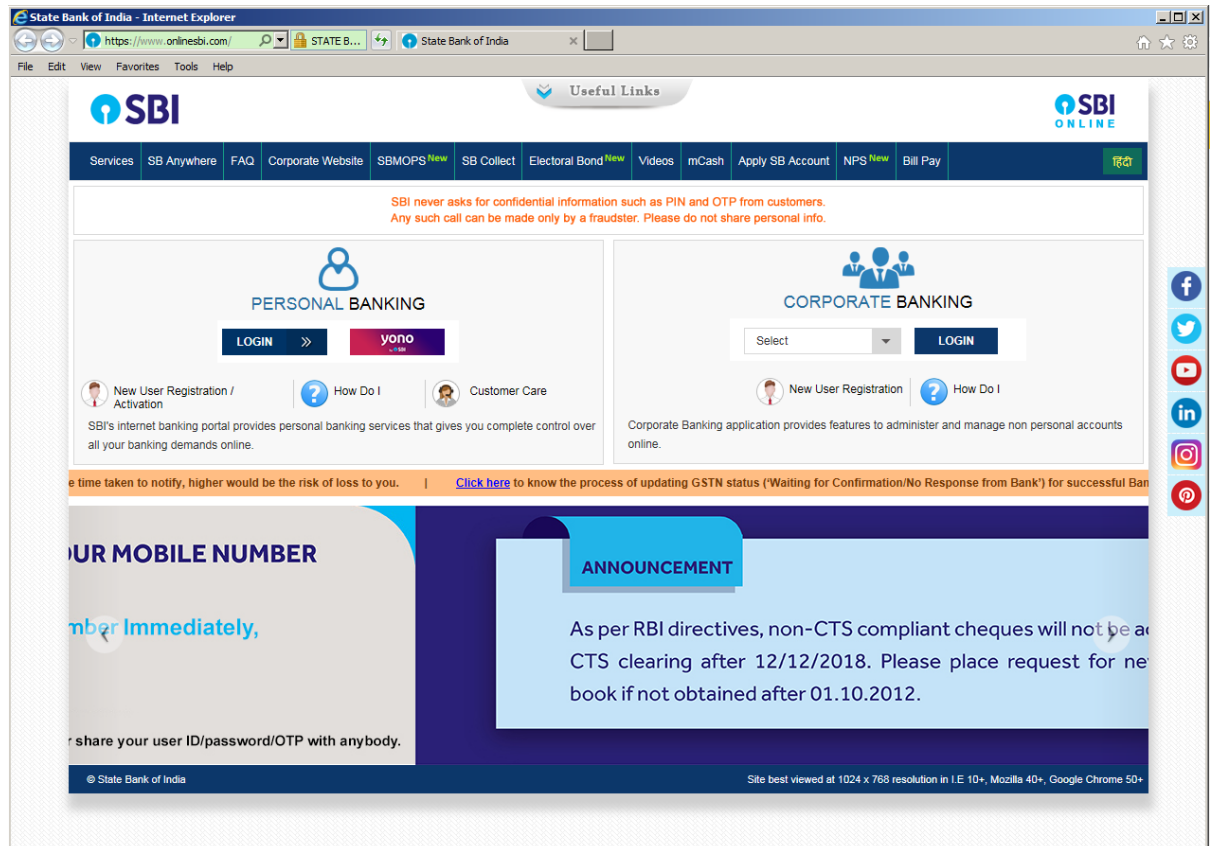 State Bank of India - Internet Explorer
https://www.onlinesbi.com/
STATE B...
State Bank of India
File Edit View Favorites Tools Help
SBI
Useful Links
SBI
ONLINE
Services SB Anywhere FAQ Corporate Website SBMOPS New SB Collect Electoral Bond New Videos mCash Apply SB Account NPS New Bill Pay हिंदी
SBI never asks for confidential information such as PIN and OTP from customers.
Any such call can be made only by a fraudster. Please do not share personal info.
PERSONAL BANKING
LOGIN »
yono
by SBI
New User Registration /
Activation
How Do I
Customer Care
SBI's internet banking portal provides personal banking services that gives you complete control over
all your banking demands online.
CORPORATE BANKING
Select
LOGIN
New User Registration
How Do I
Corporate Banking application provides features to administer and manage non personal accounts
online.
e time taken to notify, higher would be the risk of loss to you. | Click here to know the process of updating GSTN status (‘Waiting for Confirmation/No Response from Bank’) for successful Ban
OUR MOBILE NUMBER
mber Immediately,
r share your user ID/password/OTP with anybody.
ANNOUNCEMENT
As per RBI directives, non-CTS compliant cheques will not be a
CTS clearing after 12/12/2018. Please place request for ne
book if not obtained after 01.10.2012.
© State Bank of India
Site best viewed at 1024 x 768 resolution in I.E 10+, Mozilla 40+, Google Chrome 50+